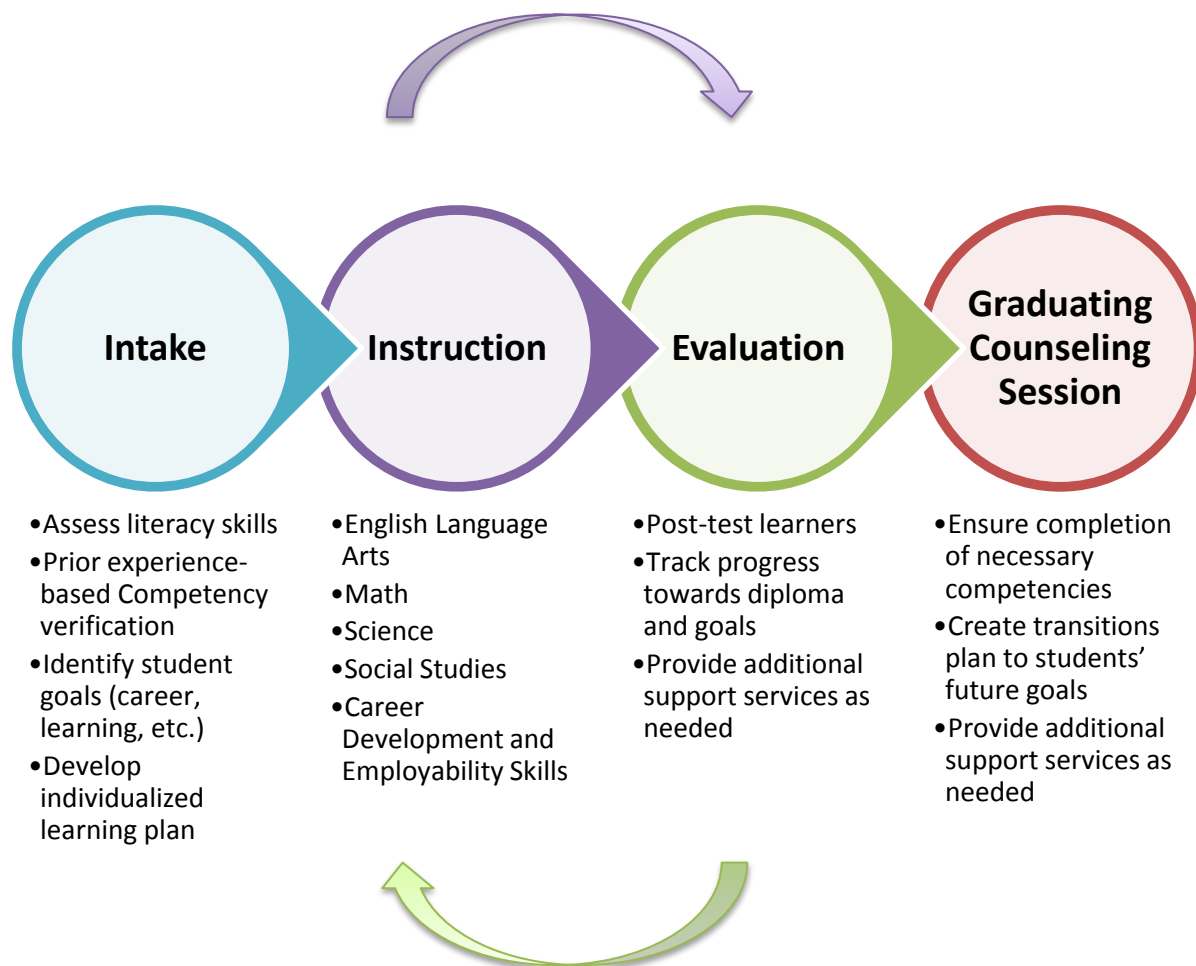 Intake
•Assess literacy skills
•Prior experience-
based Competency
verification
•Identify student
goals (career,
learning, etc.)
•Develop
individualized
learning plan
Instruction
•English Language
Arts
•Math
•Science
•Social Studies
•Career
Development and
Employability Skills
Evaluation
•Post-test learners
•Track progress
towards diploma
and goals
•Provide additional
support services as
needed
Graduating
Counseling
Session
•Ensure completion
of necessary
competencies
•Create transitions
plan to students’
future goals
•Provide additional
support services as
needed